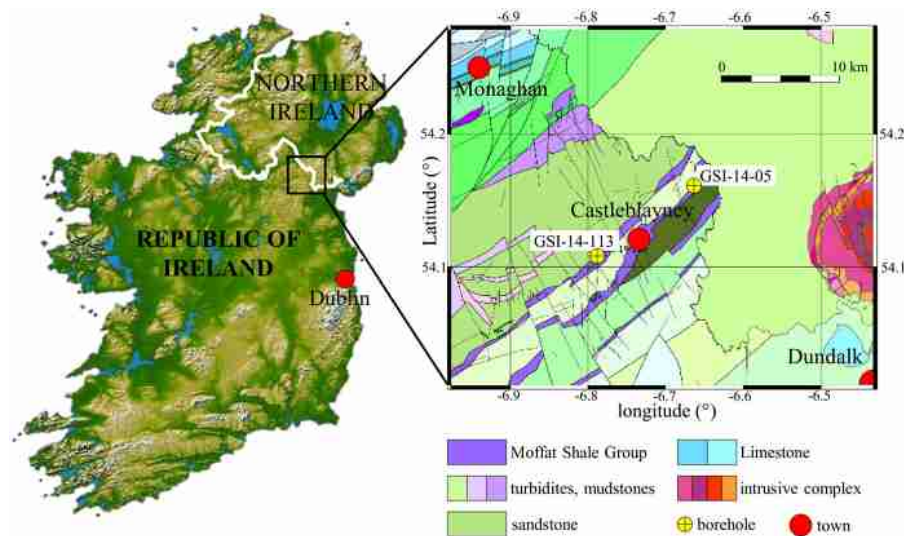 NORTHERN
IRELAND
REPUBLIC OF
IRELAND
Dublin
-6.9 -6.8 -6.7 -6.6 -6.5
0 10 km
Monaghan
54.2 54.2
GSI-14-05
Castleblayney
GSI-14-113
Latitude (°)
54.1 54.1
Dundalk
-6.9 -6.8 -6.7 -6.6 -6.5
longitude (°)
Moffat Shale Group Limestone
turbidites, mudstones intrusive complex
sandstone borehole town